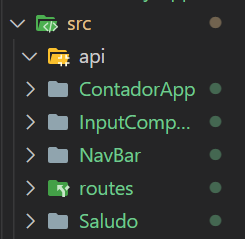 src
api
ContadorApp
InputComp...
NavBar
routes
Saludo